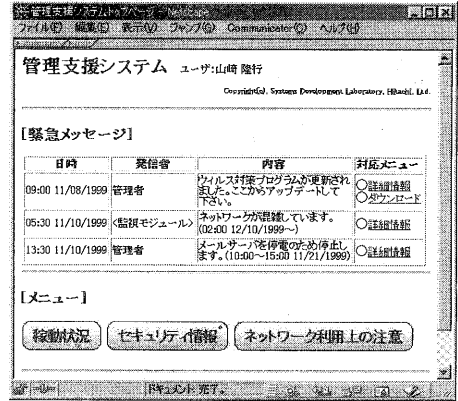 管理支援システムトップページ - Netscape
ファイル(F) 編集(E) 表示(V) ジャンプ(G) Communicator(C) ヘルプ(H)
管理支援システム ユーザ:山﨑 隆行
Copyright(c), Systems Development Laboratory, Hitachi, Ltd.
[緊急メッセージ]
日時 発信者 内容 対応メニュー
09:00 11/08/1999 管理者 ウイルス対策プログラムが更新され
ました。ここからアップデートして
下さい。
○詳細情報
○ダウンロード
05:30 11/10/1999 <監視モジュール> ネットワークが混雑しています。
(02:00 12/10/1999~)
○詳細情報
13:30 11/10/1999 管理者 メールサーバを停電のため停止し
ます。(10:00~15:00 11/21/1999)
○詳細情報
[メニュー]
稼動状況 セキュリティ情報 ネットワーク利用上の注意
ドキュメント:完了。